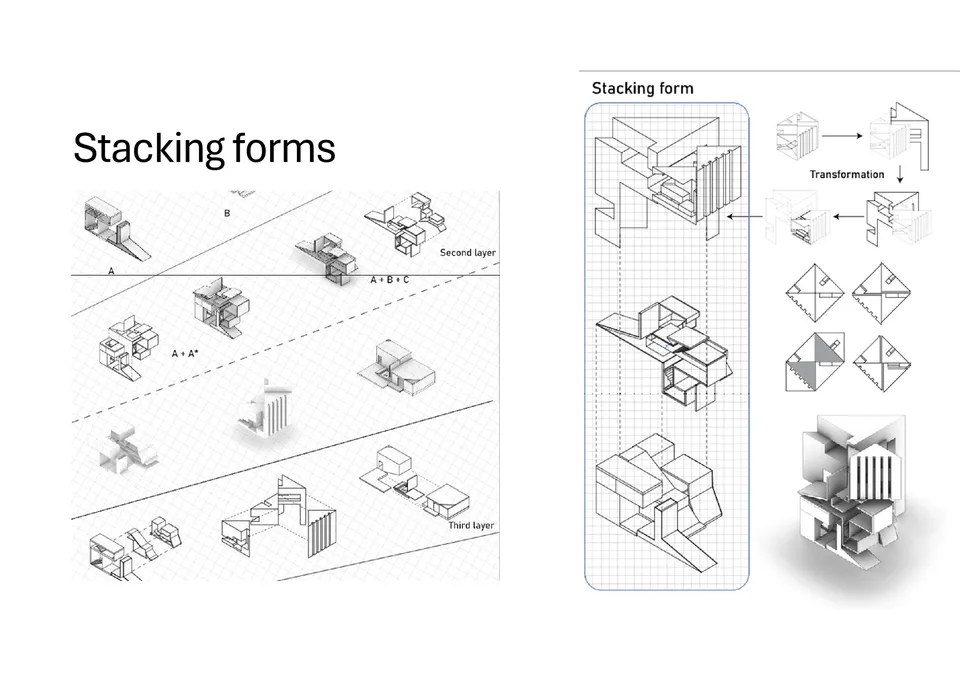 Stacking forms
B
Second layer
A
A + B + C
A + A*
Third layer
Stacking form
Transformation